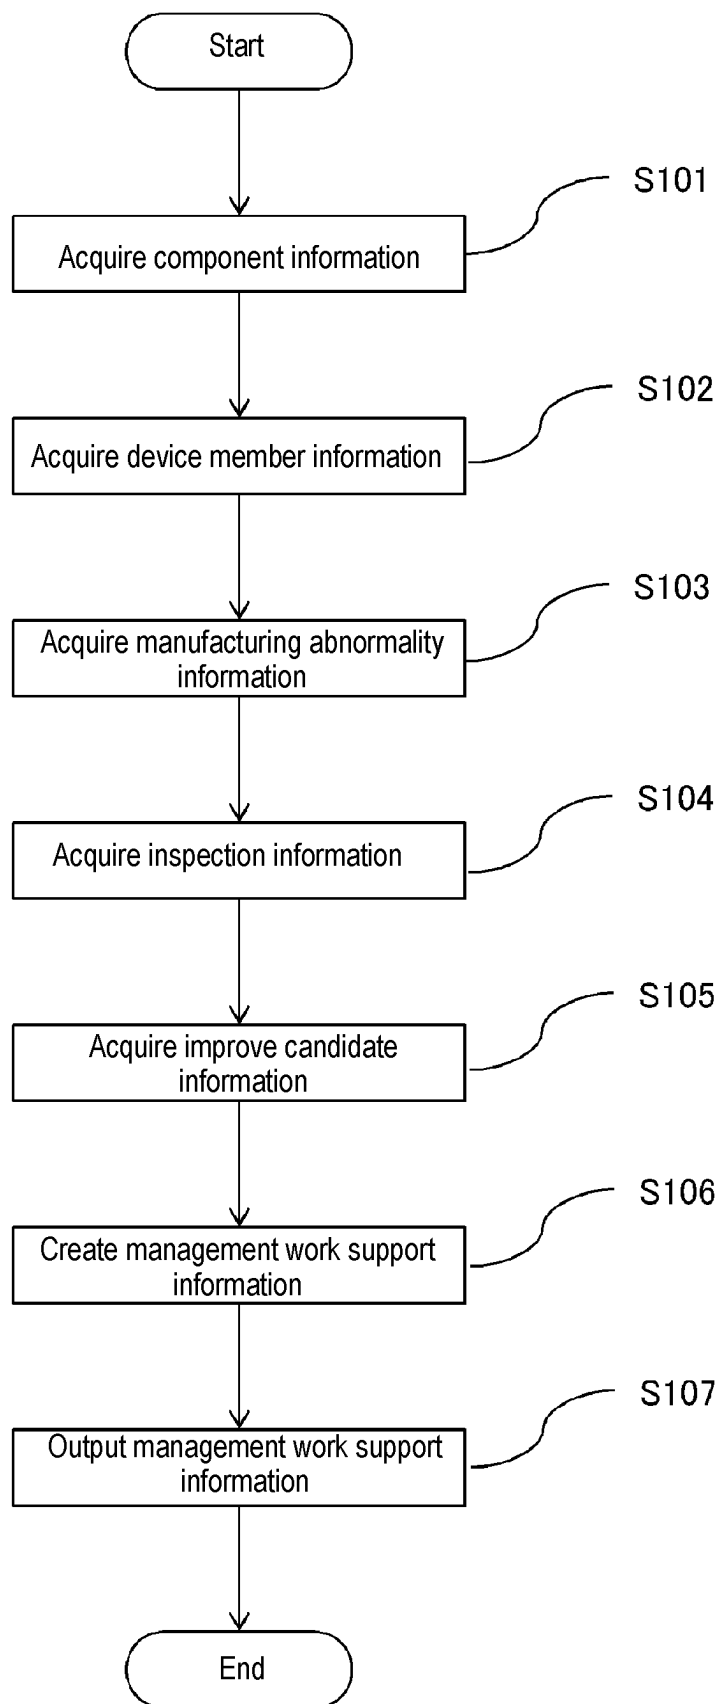 Start
S101
Acquire component information
S102
Acquire device member information
S103
Acquire manufacturing abnormality
information
S104
Acquire inspection information
S105
Acquire improve candidate
information
S106
Create management work support
information
S107
Output management work support
information
End